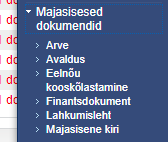 Majasisesed
dokumendid
Arve
Avaldus
Eelnõu
kooskõlastamine
Finantsdokument
Lahkumisleht
Majasisene kiri